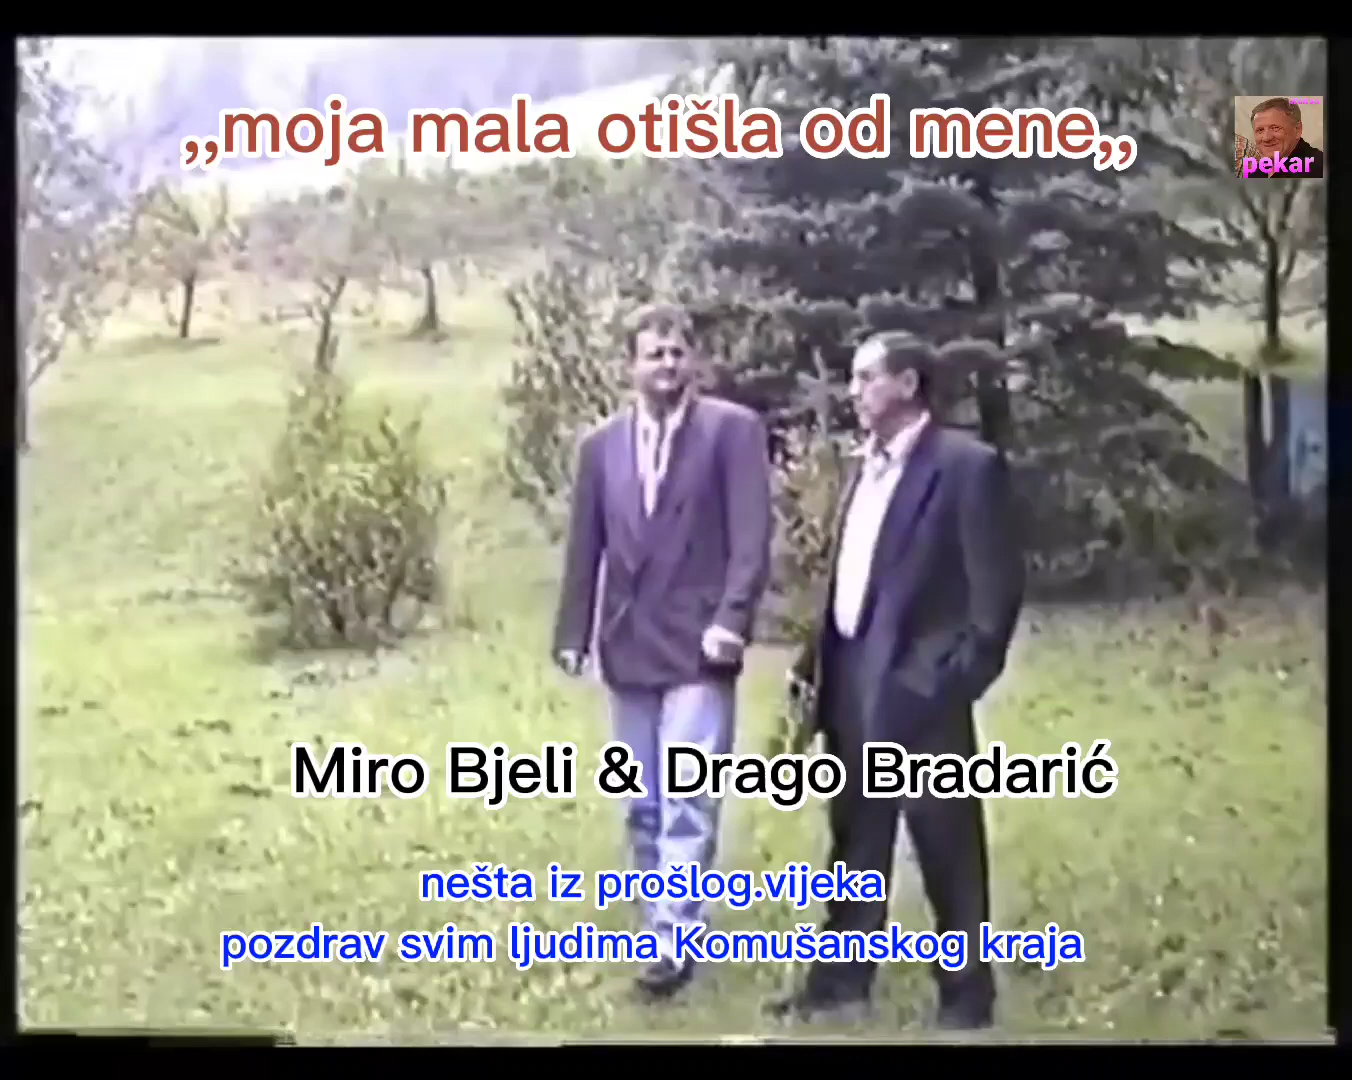 „moja mala otišla od mene„
pekar
Miro Bjeli & Drago Bradarić
nešta iz prošlog.vijeka
pozdrav svim ljudima Komušanskog kraja